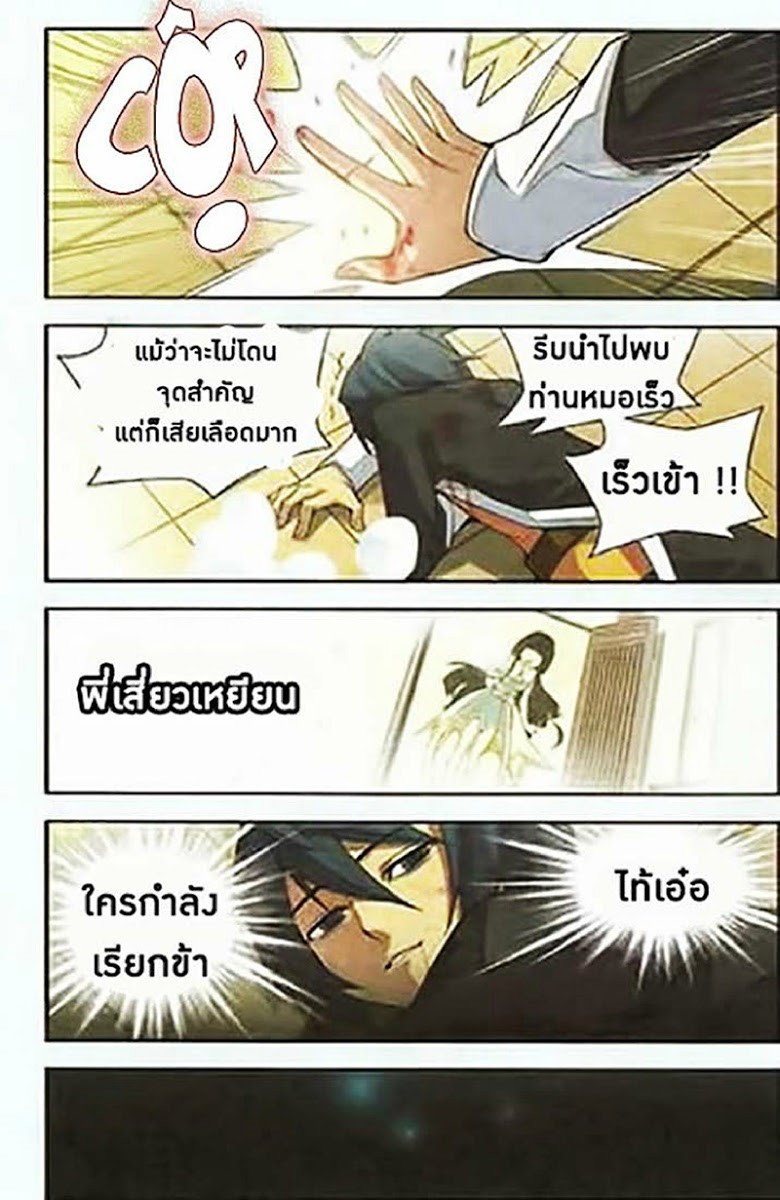 CỘP
แม้ว่าจะไม่โดน
จุดสำคัญ
แต่ก็เสียเลือดมาก
รีบนำไปพบ
ท่านหมอเร็ว
เร็วเข้า !!
พี่เสี่ยวเหยียน
ใครกำลัง
เรียกข้า
ไท้เอ๋อ